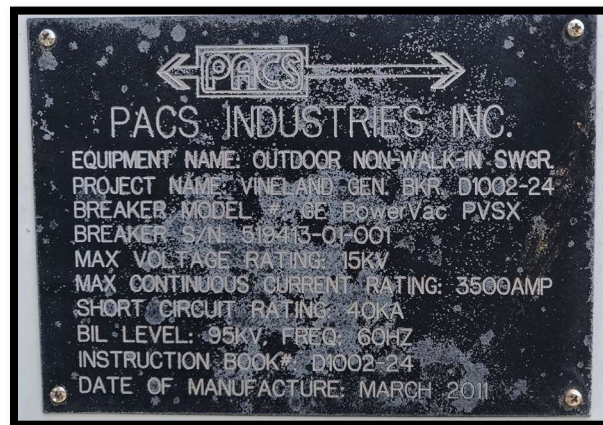 PACS
PACS INDUSTRIES INC.
EQUIPMENT NAME: OUTDOOR NON-WALK-IN SWGR.
PROJECT NAME: VINELAND GEN. BKR. D1002-24
BREAKER MODEL #: GE PowerVac PVSX
BREAKER S/N: 519413-01-001
MAX VOLTAGE RATING: 15KV
MAX CONTINUOUS CURRENT RATING: 3500AMP
SHORT CIRCUIT RATING: 40KA
BIL LEVEL: 95KV, FREQ: 60HZ
INSTRUCTION BOOK#: D1002-24
DATE OF MANUFACTURE: MARCH 2011